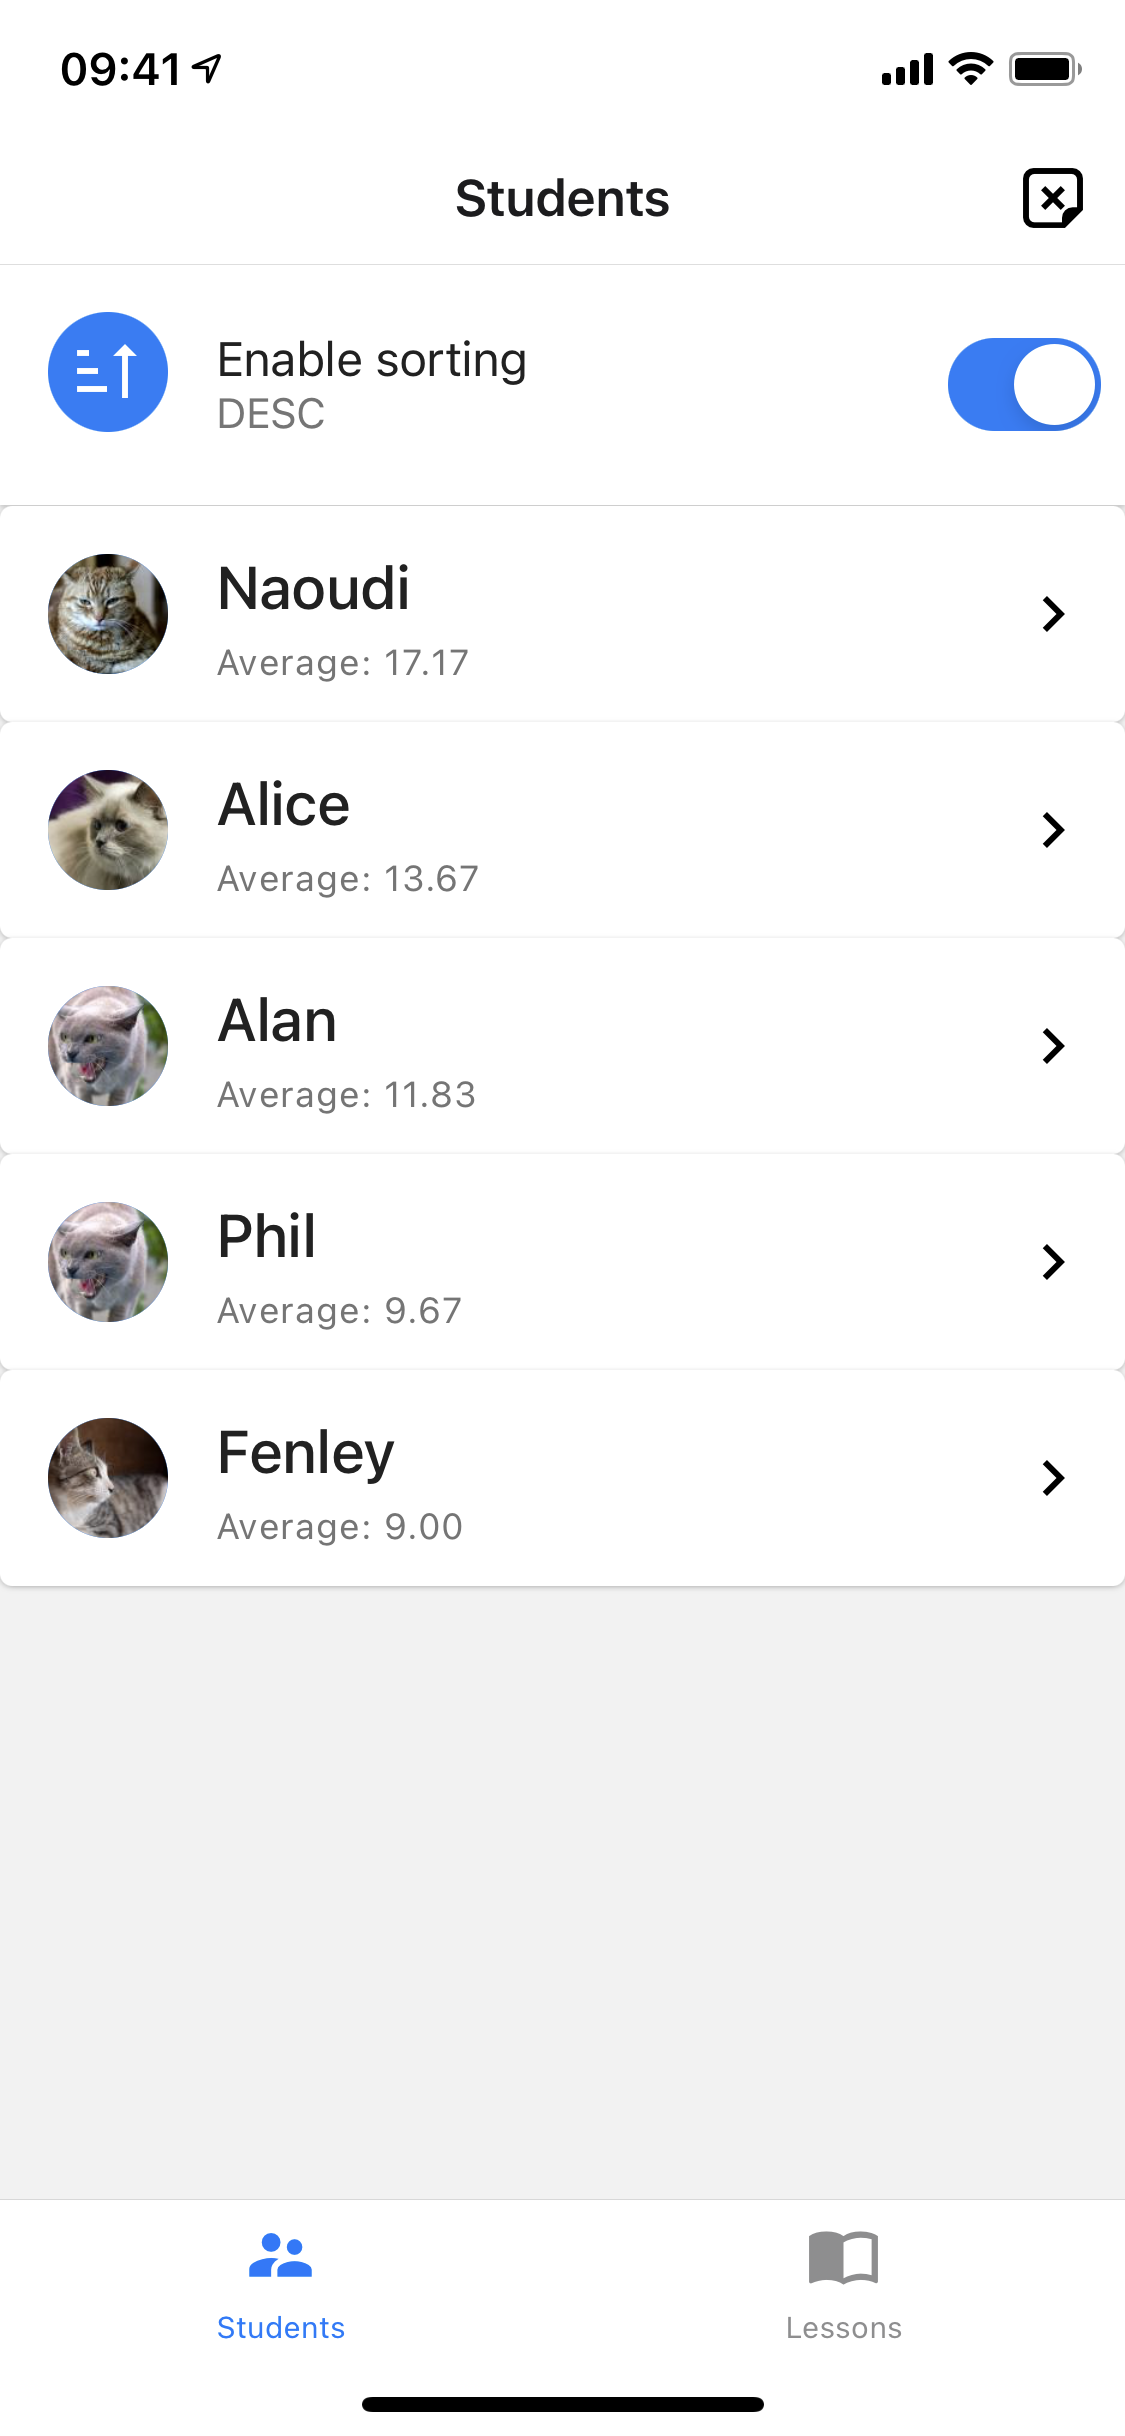 09:41
Students
Enable sorting
DESC
Naoudi
Average: 17.17
Alice
Average: 13.67
Alan
Average: 11.83
Phil
Average: 9.67
Fenley
Average: 9.00
Students
Lessons